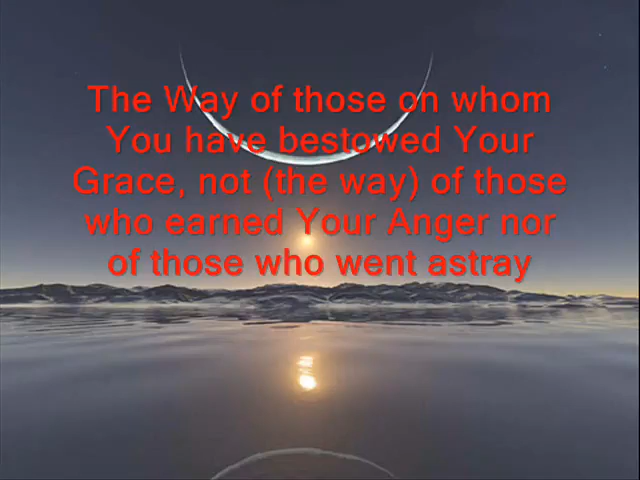 The Way of those on whom
You have bestowed Your
Grace, not (the way) of those
who earned Your Anger nor
of those who went astray